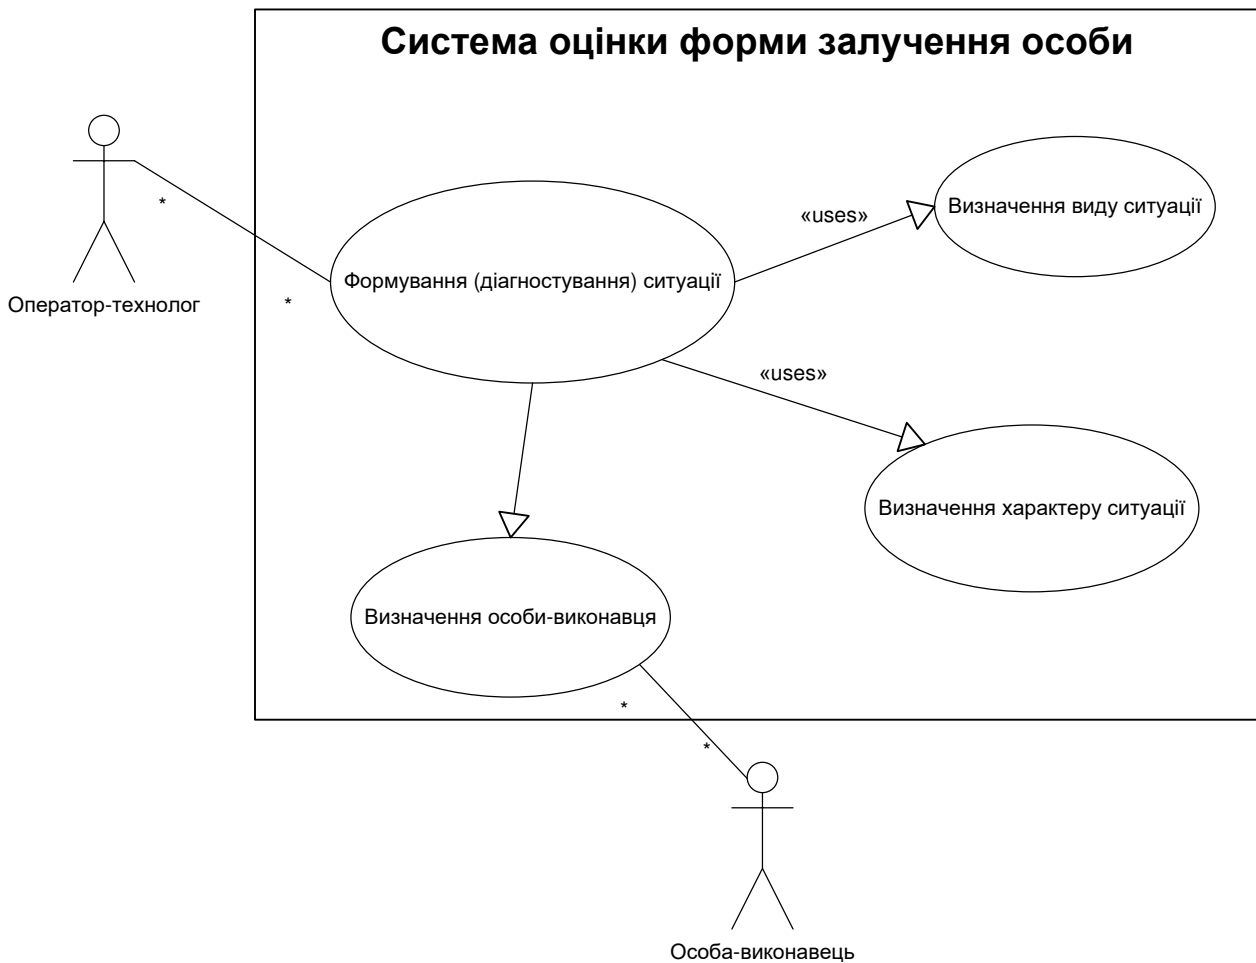 Система оцінки форми залучення особи
Визначення виду ситуації
«uses»
*
Формування (діагностування) ситуації
*
Оператор-технолог
«uses»
Визначення характеру ситуації
Визначення особи-виконавця
*
*
Особа-виконавець